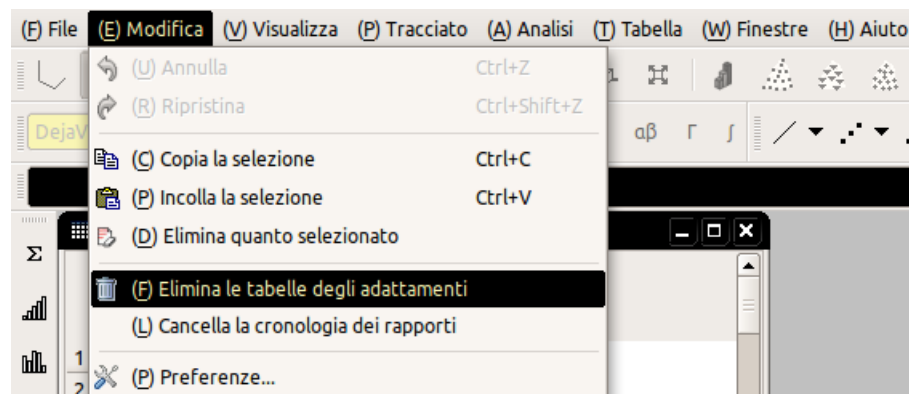 (F) File (E) Modifica (V) Visualizza (P) Tracciato (A) Analisi (T) Tabella (W) Finestre (H) Aiuto
(U) Annulla Ctrl+Z
(R) Ripristina Ctrl+Shift+Z
DejaV αβ Γ ∫
(C) Copia la selezione Ctrl+C
(P) Incolla la selezione Ctrl+V
(D) Elimina quanto selezionato
Σ
(F) Elimina le tabelle degli adattamenti
(L) Cancella la cronologia dei rapporti
1
(P) Preferenze...
2